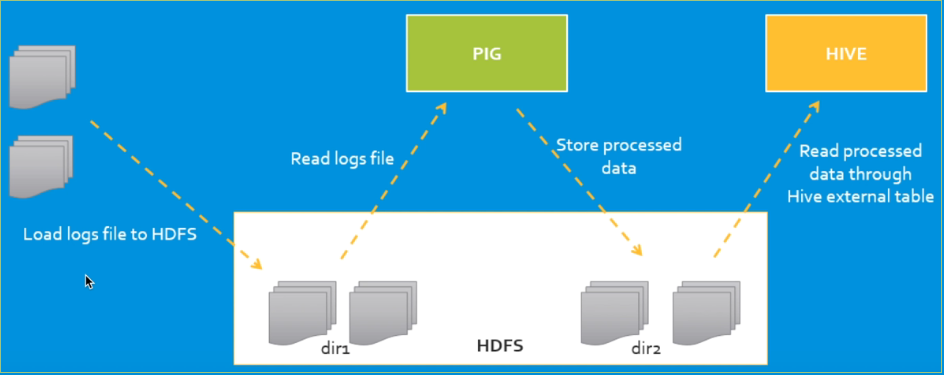 PIG
HIVE
Read logs file
Store processed
data
Read processed
data through
Hive external table
Load logs file to HDFS
dir1
HDFS
dir2